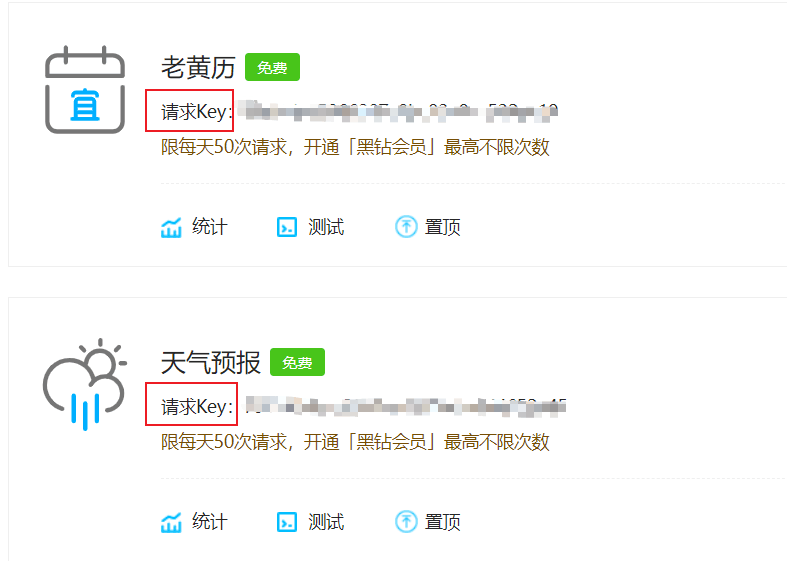 老黄历 免费
请求Key:
限每天50次请求，开通「黑钻会员」最高不限次数
统计 测试 置顶
天气预报 免费
请求Key:
限每天50次请求，开通「黑钻会员」最高不限次数
统计 测试 置顶
宜